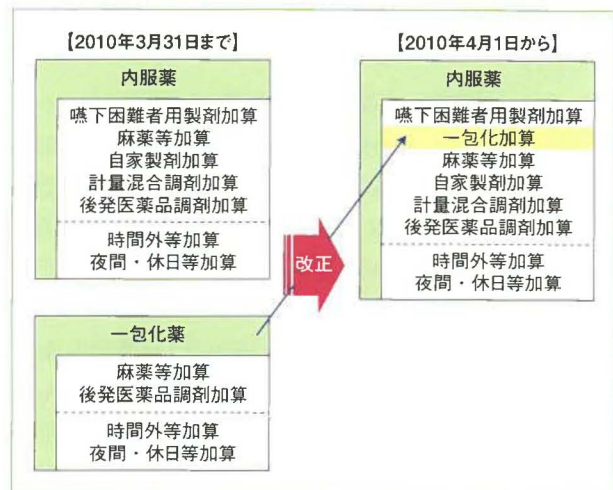 【2010年3月31日まで】
内服薬
嚥下困難者用製剤加算
麻薬等加算
自家製剤加算
計量混合調剤加算
後発医薬品調剤加算
時間外等加算
夜間・休日等加算
一包化薬
麻薬等加算
後発医薬品調剤加算
時間外等加算
夜間・休日等加算
改正
【2010年4月1日から】
内服薬
嚥下困難者用製剤加算
一包化加算
麻薬等加算
自家製剤加算
計量混合調剤加算
後発医薬品調剤加算
時間外等加算
夜間・休日等加算